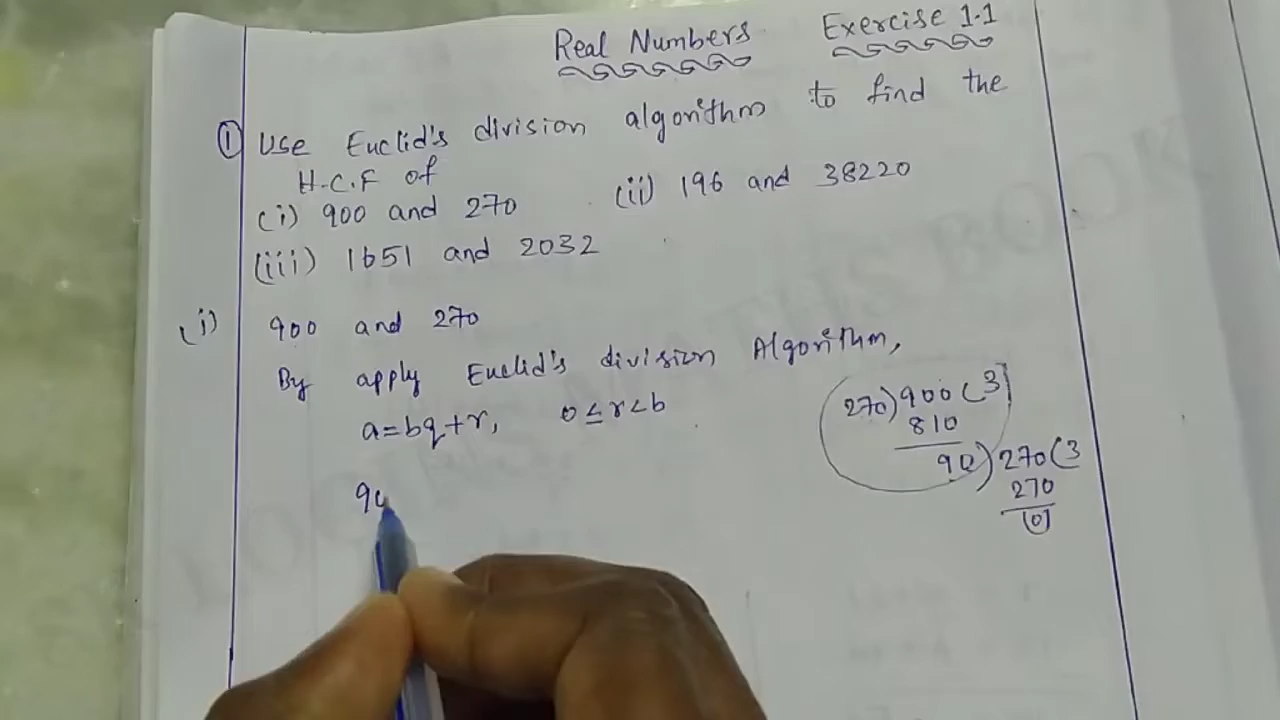 Real Numbers Exercise 1.1
① Use Euclid's division algorithm to find the
H.C.F of
(i) 900 and 270 (ii) 196 and 38220
(iii) 1651 and 2032
(i) 900 and 270
By apply Euclid's division Algorithm,
a=bq+r, 0≤r<b
270)900(3
810
90)270(3
270
(0)
90